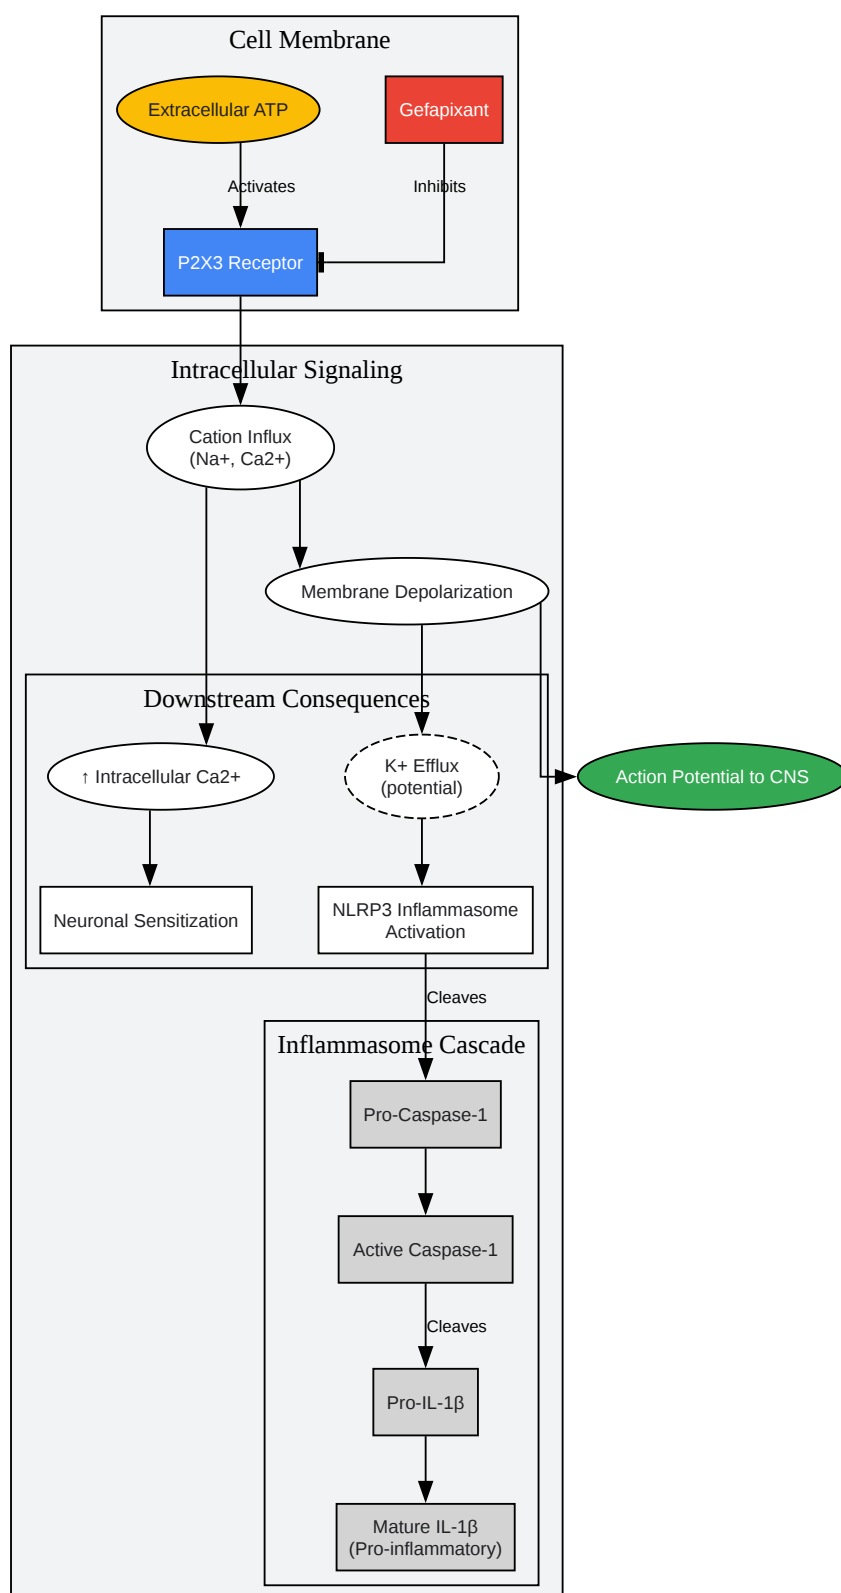 Cell Membrane
Extracellular ATP
Gefapixant
Activates
Inhibits
P2X3 Receptor
Intracellular Signaling
Cation Influx
(Na+, Ca2+)
Membrane Depolarization
Downstream Consequences
↑ Intracellular Ca2+
K+ Efflux
(potential)
Action Potential to CNS
Neuronal Sensitization
NLRP3 Inflammasome
Activation
Cleaves
Inflammasome Cascade
Pro-Caspase-1
Active Caspase-1
Cleaves
Pro-IL-1β
Mature IL-1β
(Pro-inflammatory)